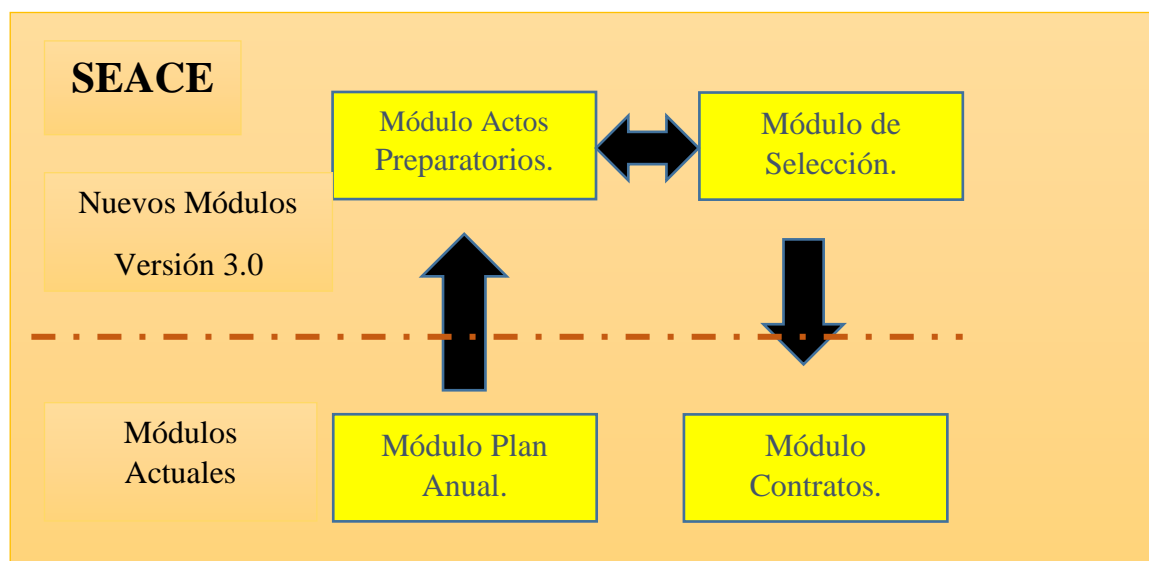 SEACE
Módulo Actos
Preparatorios.
Módulo de
Selección.
Nuevos Módulos
Versión 3.0
Módulos
Actuales
Módulo Plan
Anual.
Módulo
Contratos.